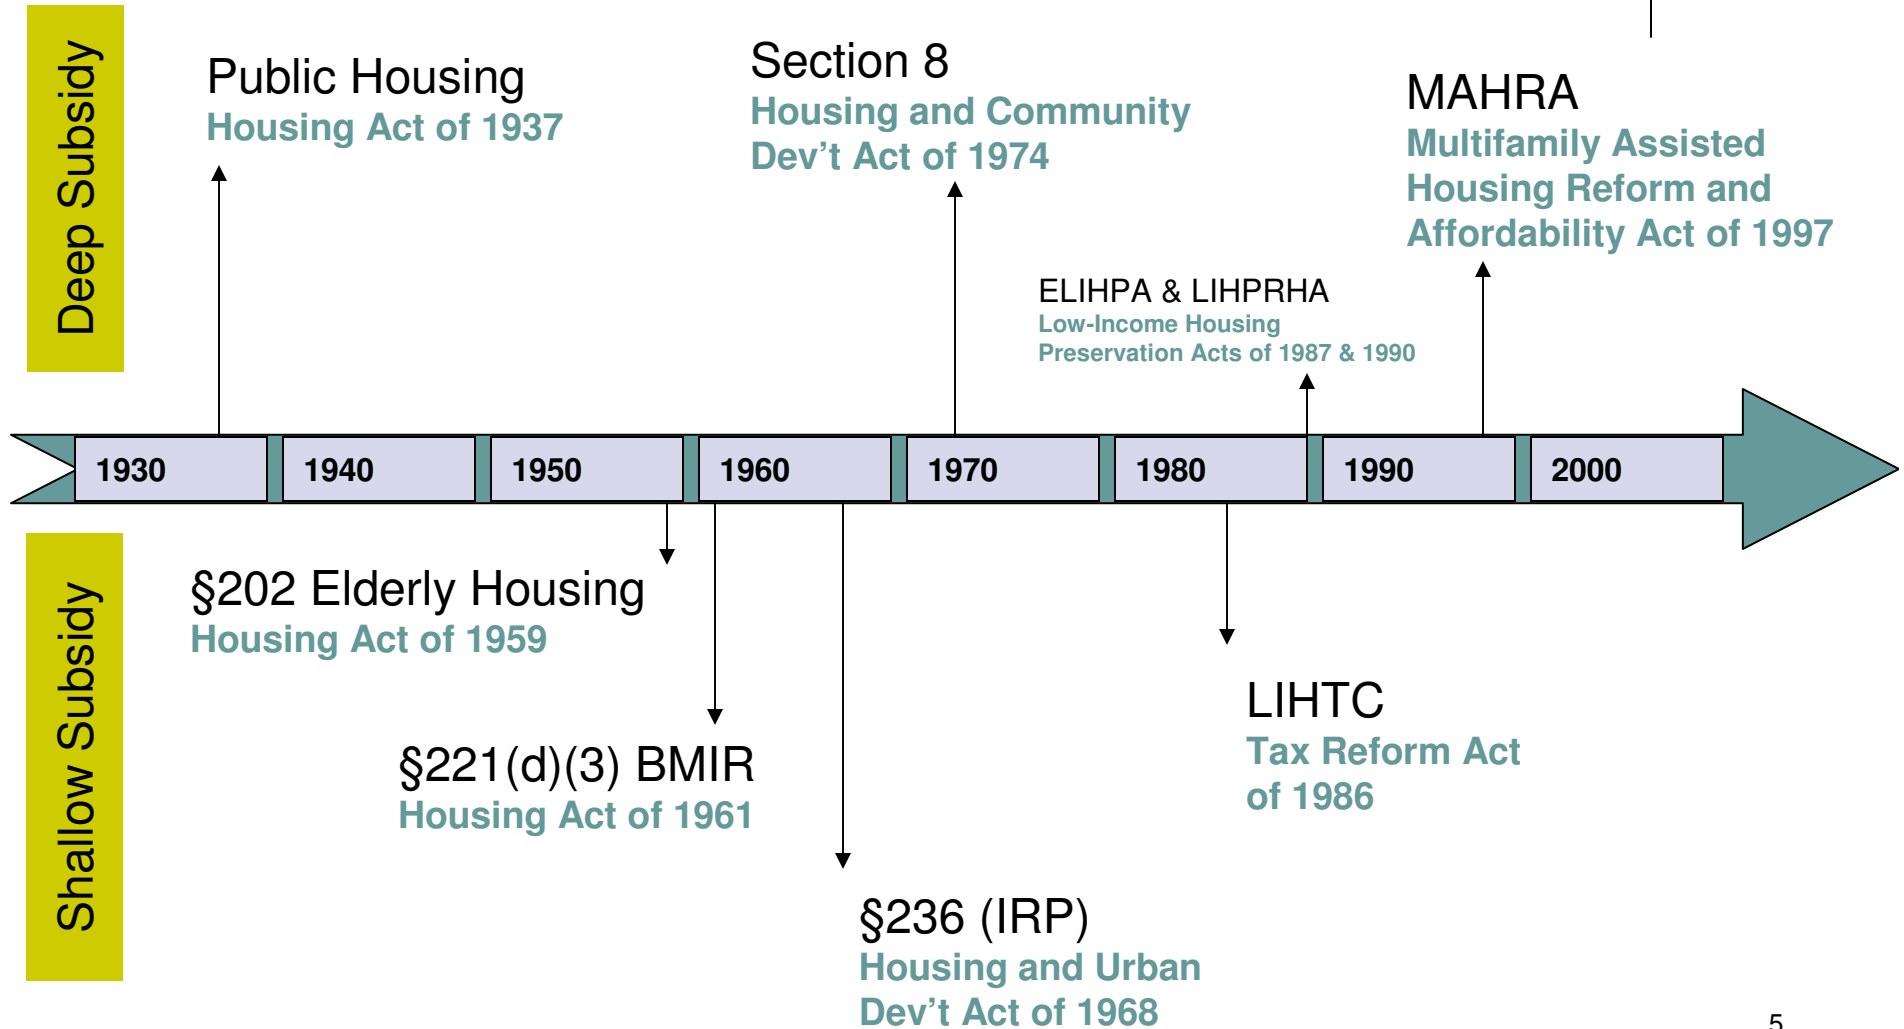 Deep Subsidy
Public Housing
Housing Act of 1937
Section 8
Housing and Community
Dev’t Act of 1974
MAHRA
Multifamily Assisted
Housing Reform and
Affordability Act of 1997
ELIHPA & LIHPRHA
Low-Income Housing
Preservation Acts of 1987 & 1990
1930
1940
1950
1960
1970
1980
1990
2000
Shallow Subsidy
§202 Elderly Housing
Housing Act of 1959
§221(d)(3) BMIR
Housing Act of 1961
§236 (IRP)
Housing and Urban
Dev’t Act of 1968
LIHTC
Tax Reform Act
of 1986
5